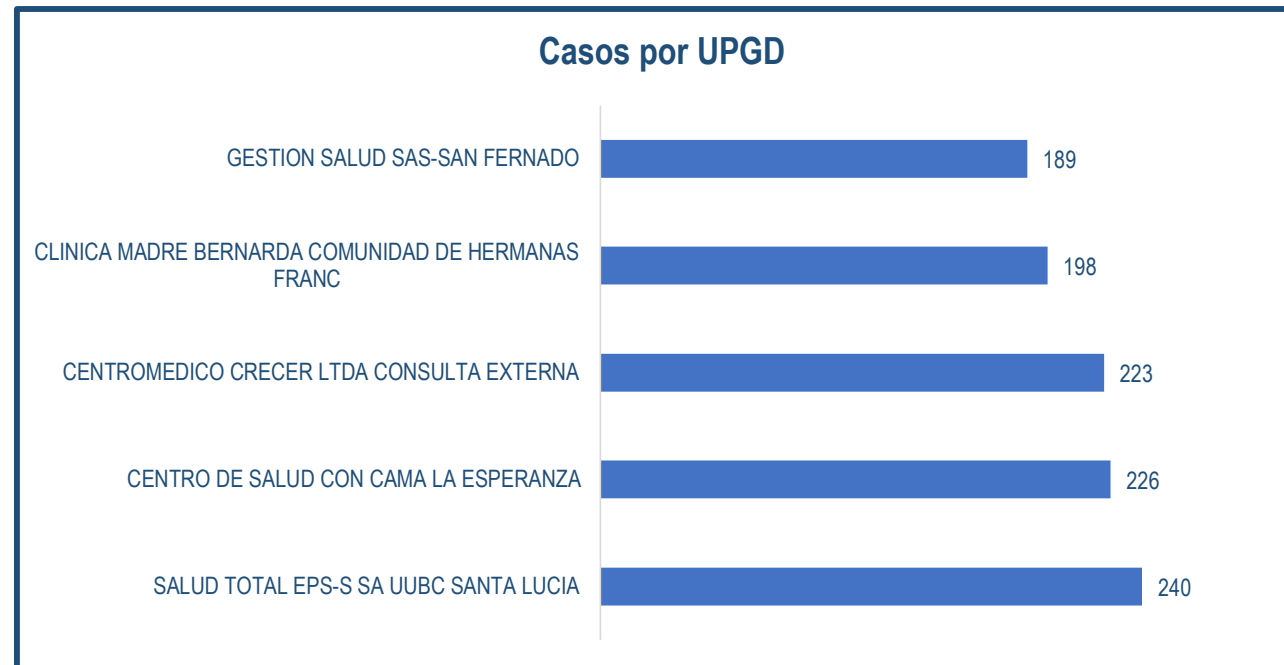 Casos por UPGD
GESTION SALUD SAS-SAN FERNADO
189
CLINICA MADRE BERNARDA COMUNIDAD DE HERMANAS
FRANC
198
CENTROMEDICO CRECER LTDA CONSULTA EXTERNA
223
CENTRO DE SALUD CON CAMA LA ESPERANZA
226
SALUD TOTAL EPS-S SA UUBC SANTA LUCIA
240